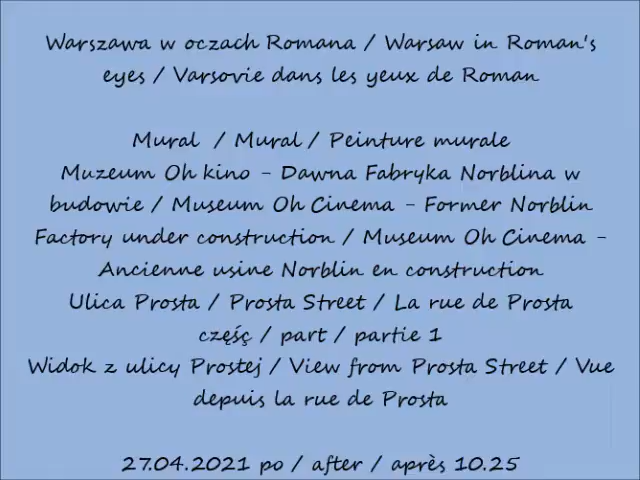 Warszawa w oczach Romana / Warsaw in Roman's
eyes / Varsovie dans les yeux de Roman
Mural / Mural / Peinture murale
Muzeum Oh kino - Dawna Fabryka Norblina w
budowie / Museum Oh Cinema - Former Norblin
Factory under construction / Museum Oh Cinema -
Ancienne usine Norblin en construction
Ulica Prosta / Prosta Street / La rue de Prosta
częśç / part / partie 1
Widok z ulicy Prostej / View from Prosta Street / Vue
depuis la rue de Prosta
27.04.2021 po / after / après 10.25